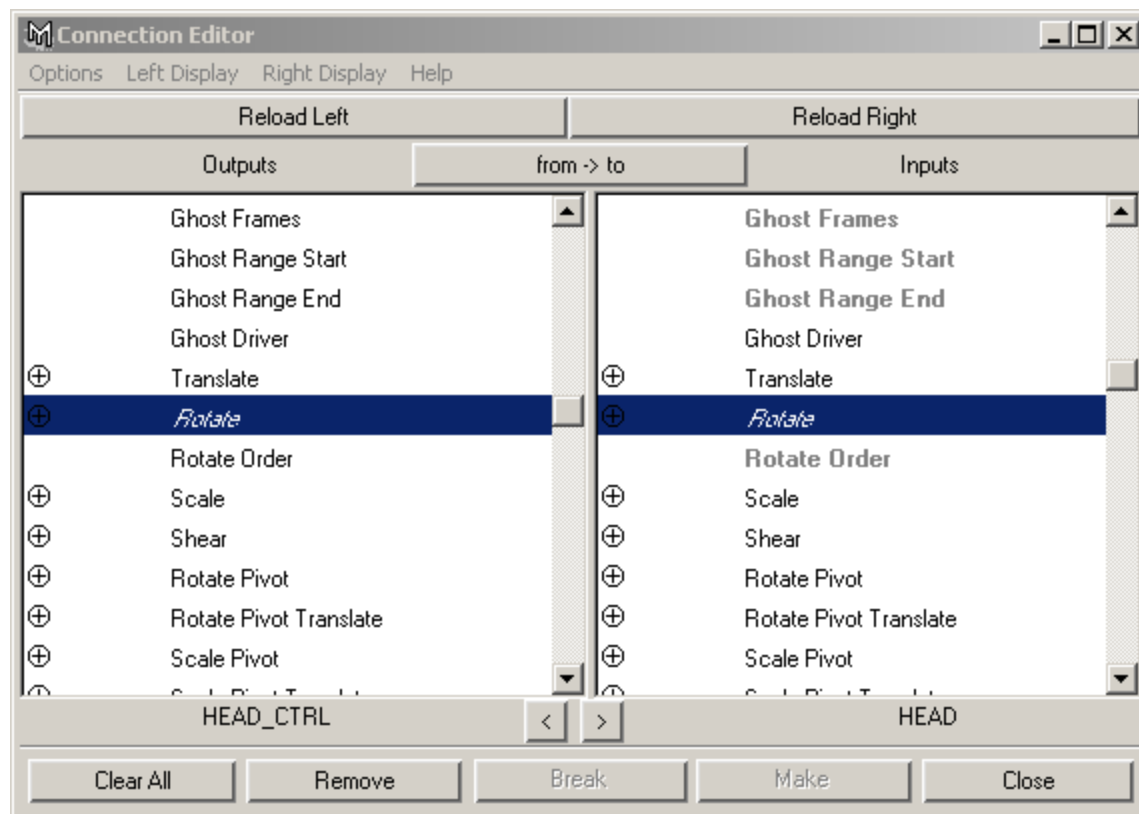 Connection Editor
Options Left Display Right Display Help
Reload Left Reload Right
Outputs from -> to Inputs
Ghost Frames Ghost Frames
Ghost Range Start Ghost Range Start
Ghost Range End Ghost Range End
Ghost Driver Ghost Driver
Translate Translate
Rotate Rotate
Rotate Order Rotate Order
Scale Scale
Shear Shear
Rotate Pivot Rotate Pivot
Rotate Pivot Translate Rotate Pivot Translate
Scale Pivot Scale Pivot
HEAD_CTRL < > HEAD
Clear All Remove Break Make Close